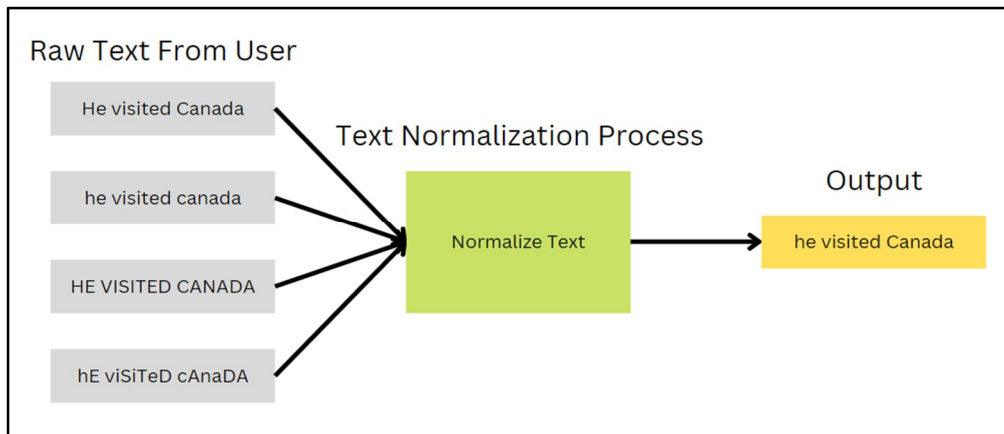 Raw Text From User
He visited Canada
he visited canada
HE VISITED CANADA
hE viSiTeD cAnaDA
Text Normalization Process
Normalize Text
Output
he visited Canada